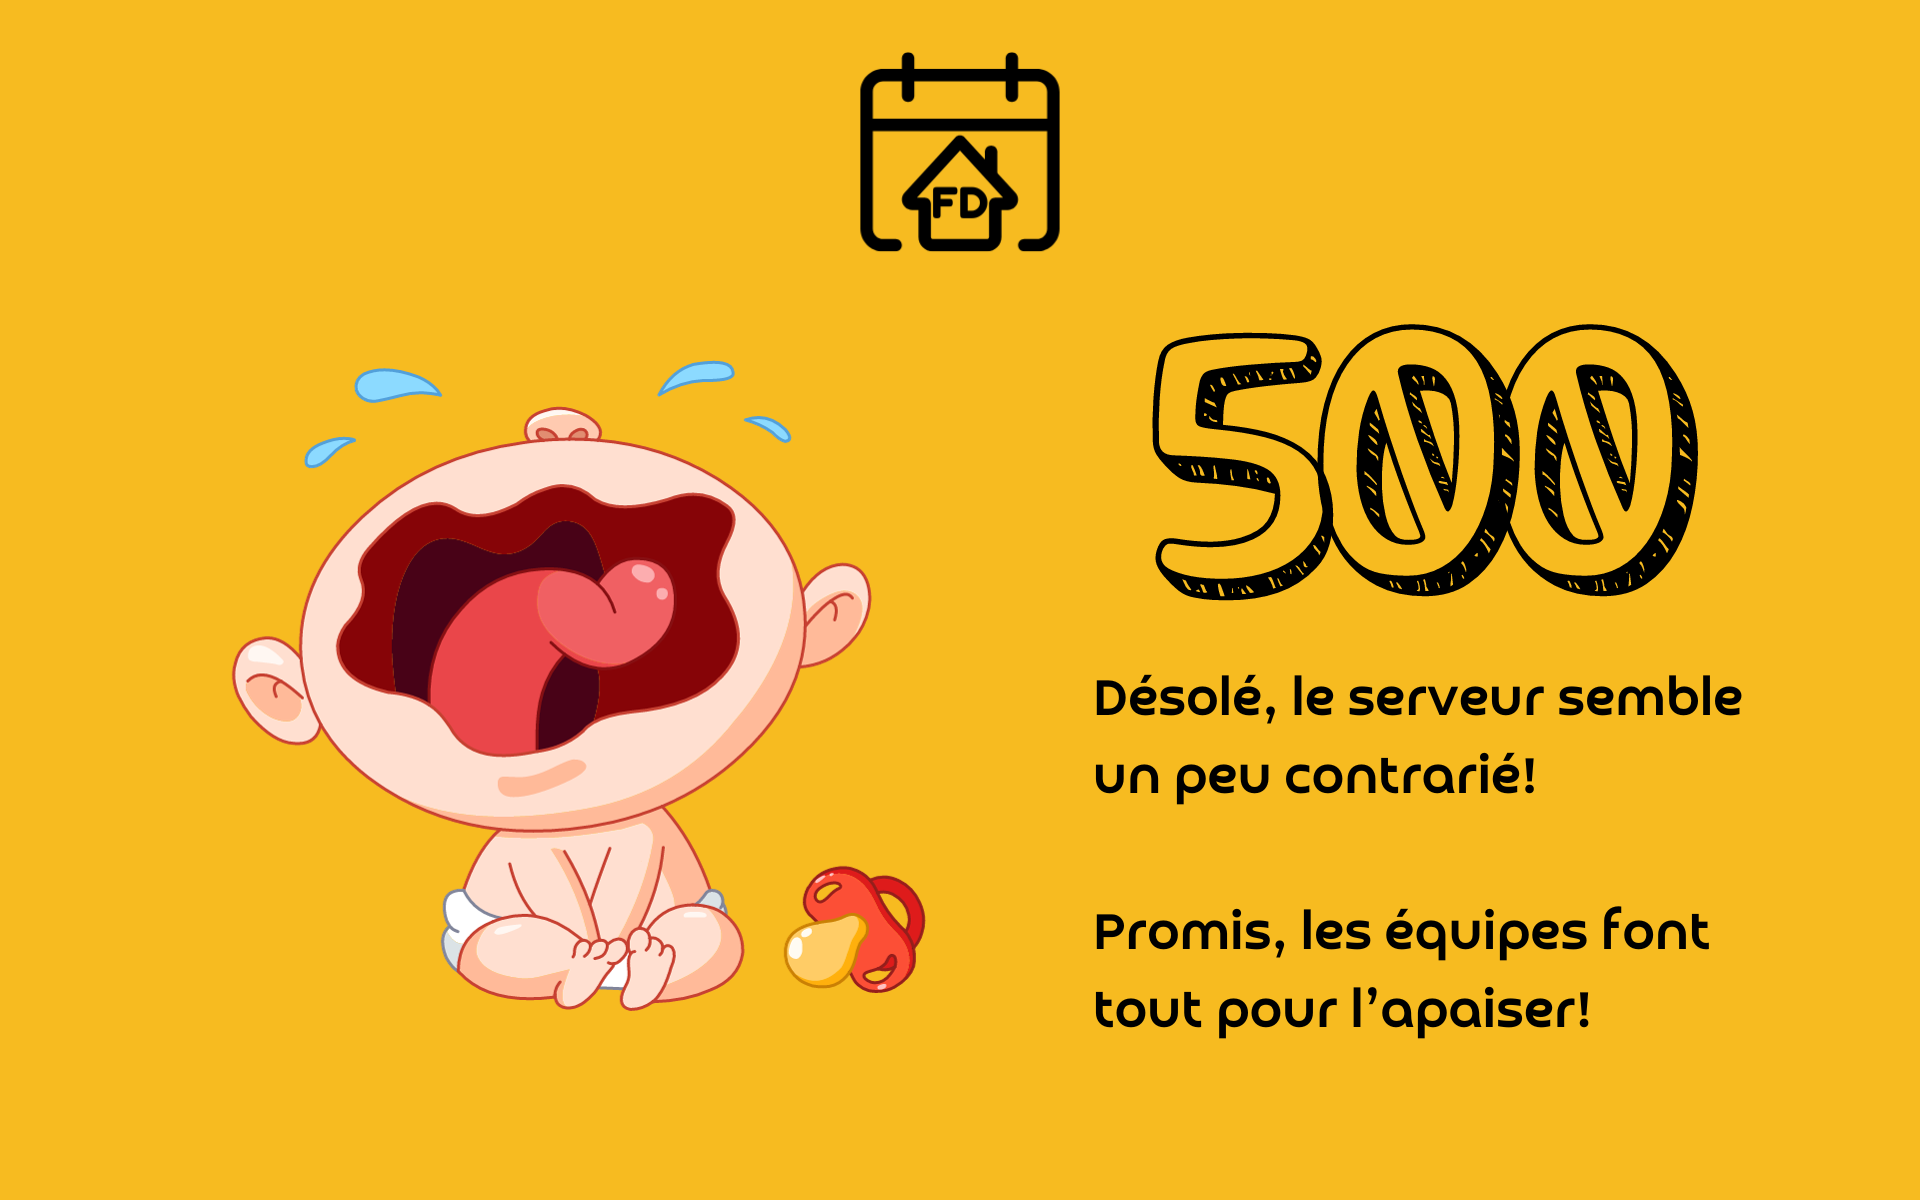 FD
500
Désolé, le serveur semble
un peu contrarié!
Promis, les équipes font
tout pour l’apaiser!